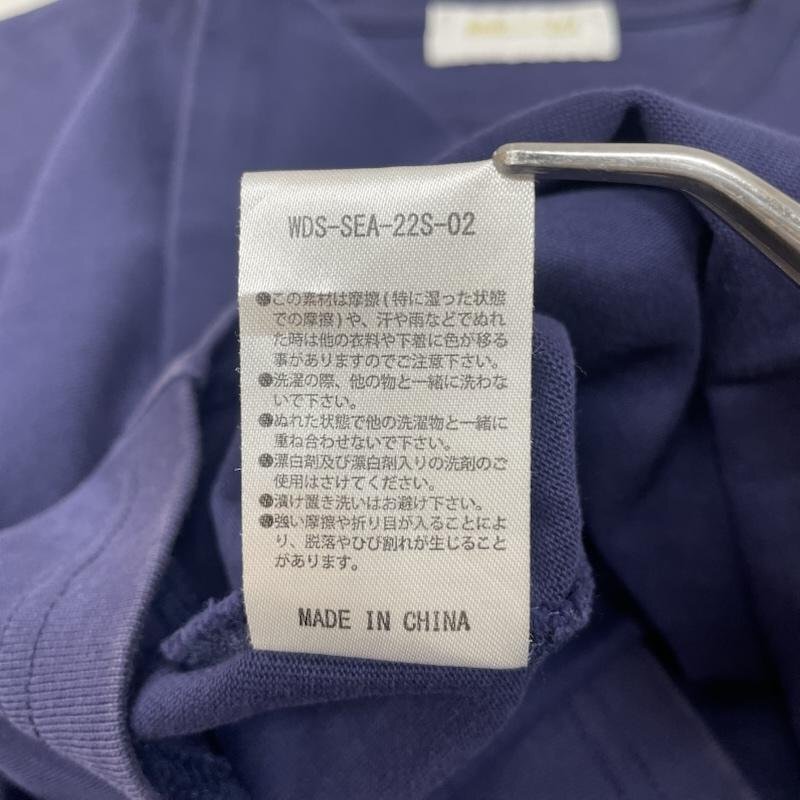 WDS-SEA-22S-02
●この素材は摩擦(特に湿った状態
での摩擦)や、汗や雨などでぬれ
た時は他の衣料や下着に色が移る
事がありますのでご注意下さい。
●洗濯の際、他の物と一緒に洗わな
いで下さい。
●ぬれた状態で他の洗濯物と一緒に
重ね合わせないで下さい。
●漂白剤及び漂白剤入りの洗剤のご
使用はさけてください。
●漬け置き洗いはお避け下さい。
●強い摩擦や折り目が入ることによ
り、脱落やひび割れが生じること
があります。
MADE IN CHINA